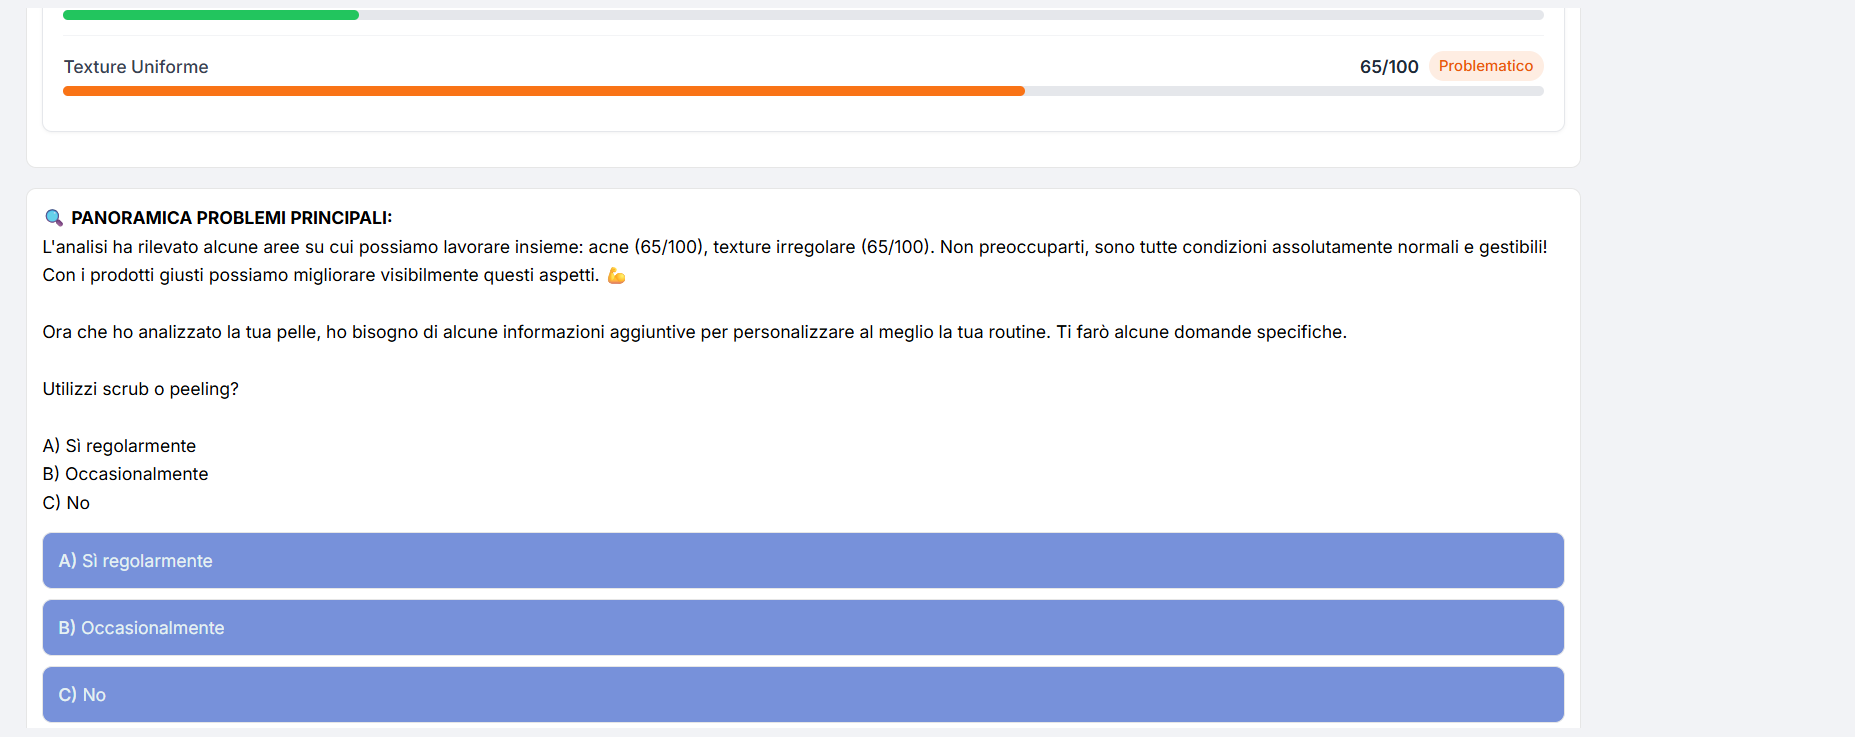 Texture Uniforme
65/100 Problematico
🔍 PANORAMICA PROBLEMI PRINCIPALI:
L'analisi ha rilevato alcune aree su cui possiamo lavorare insieme: acne (65/100), texture irregolare (65/100). Non preoccuparti, sono tutte condizioni assolutamente normali e gestibili!
Con i prodotti giusti possiamo migliorare visibilmente questi aspetti. 💪
Ora che ho analizzato la tua pelle, ho bisogno di alcune informazioni aggiuntive per personalizzare al meglio la tua routine. Ti farò alcune domande specifiche.
Utilizzi scrub o peeling?
A) Sì regolarmente
B) Occasionalmente
C) No
A) Sì regolarmente
B) Occasionalmente
C) No